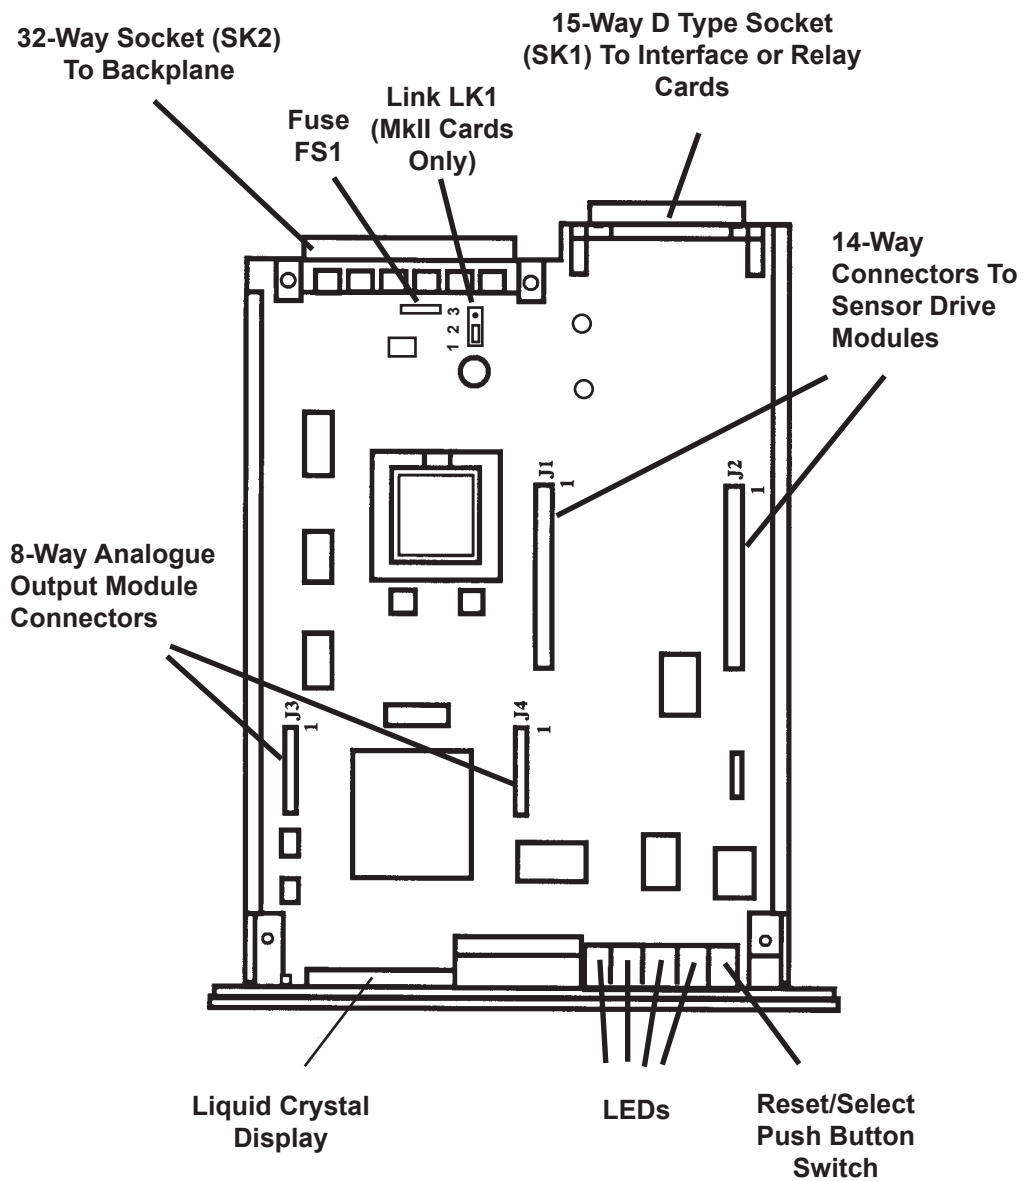 32-Way Socket (SK2)
To Backplane
Fuse
FS1
Link LK1
(MkII Cards
Only)
15-Way D Type Socket
(SK1) To Interface or Relay
Cards
14-Way
Connectors To
Sensor Drive
Modules
1 2 3
J1
1
J2
1
8-Way Analogue
Output Module
Connectors
J3
1
J4
1
Liquid Crystal
Display
LEDs
Reset/Select
Push Button
Switch